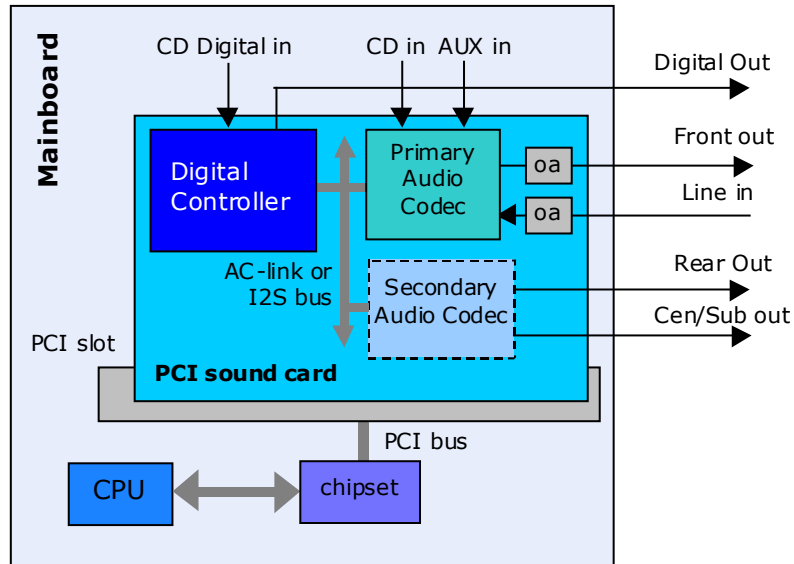 Mainboard
CD Digital in
CD in
AUX in
Digital Out
Digital
Controller
Primary
Audio
Codec
oa
Front out
oa
Line in
AC-link or
I2S bus
Secondary
Audio Codec
Rear Out
Cen/Sub out
PCI slot
PCI sound card
PCI bus
CPU
chipset